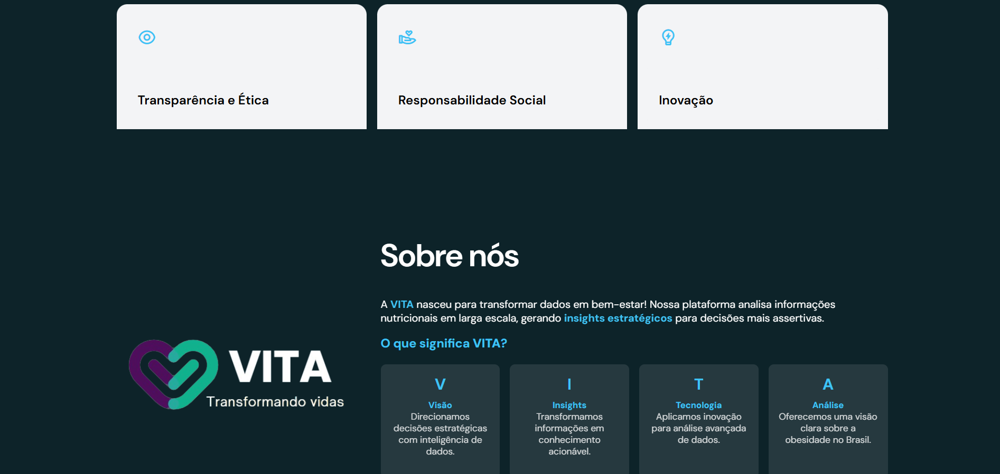 Transparência e Ética
Responsabilidade Social
Inovação
Sobre nós
A VITA nasceu para transformar dados em bem-estar! Nossa plataforma analisa informações
nutricionais em larga escala, gerando insights estratégicos para decisões mais assertivas.
O que significa VITA?
VITA
Transformando vidas
V
Visão
Direcionamos
decisões estratégicas
com inteligência de
dados.
I
Insights
Transformamos
informações em
conhecimento
acionável.
T
Tecnologia
Aplicamos inovação
para análise avançada
de dados.
A
Análise
Oferecemos uma visão
clara sobre a
obesidade no Brasil.